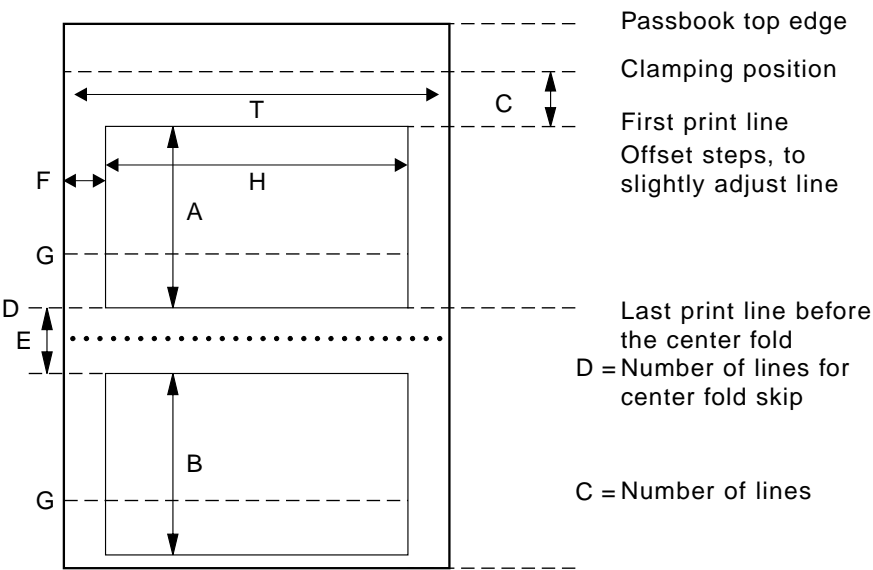 Passbook top edge
Clamping position
C
T
First print line
Offset steps, to
slightly adjust line
F
H
A
G
D
Last print line before
the center fold
E
D = Number of lines for
center fold skip
B
G
C = Number of lines